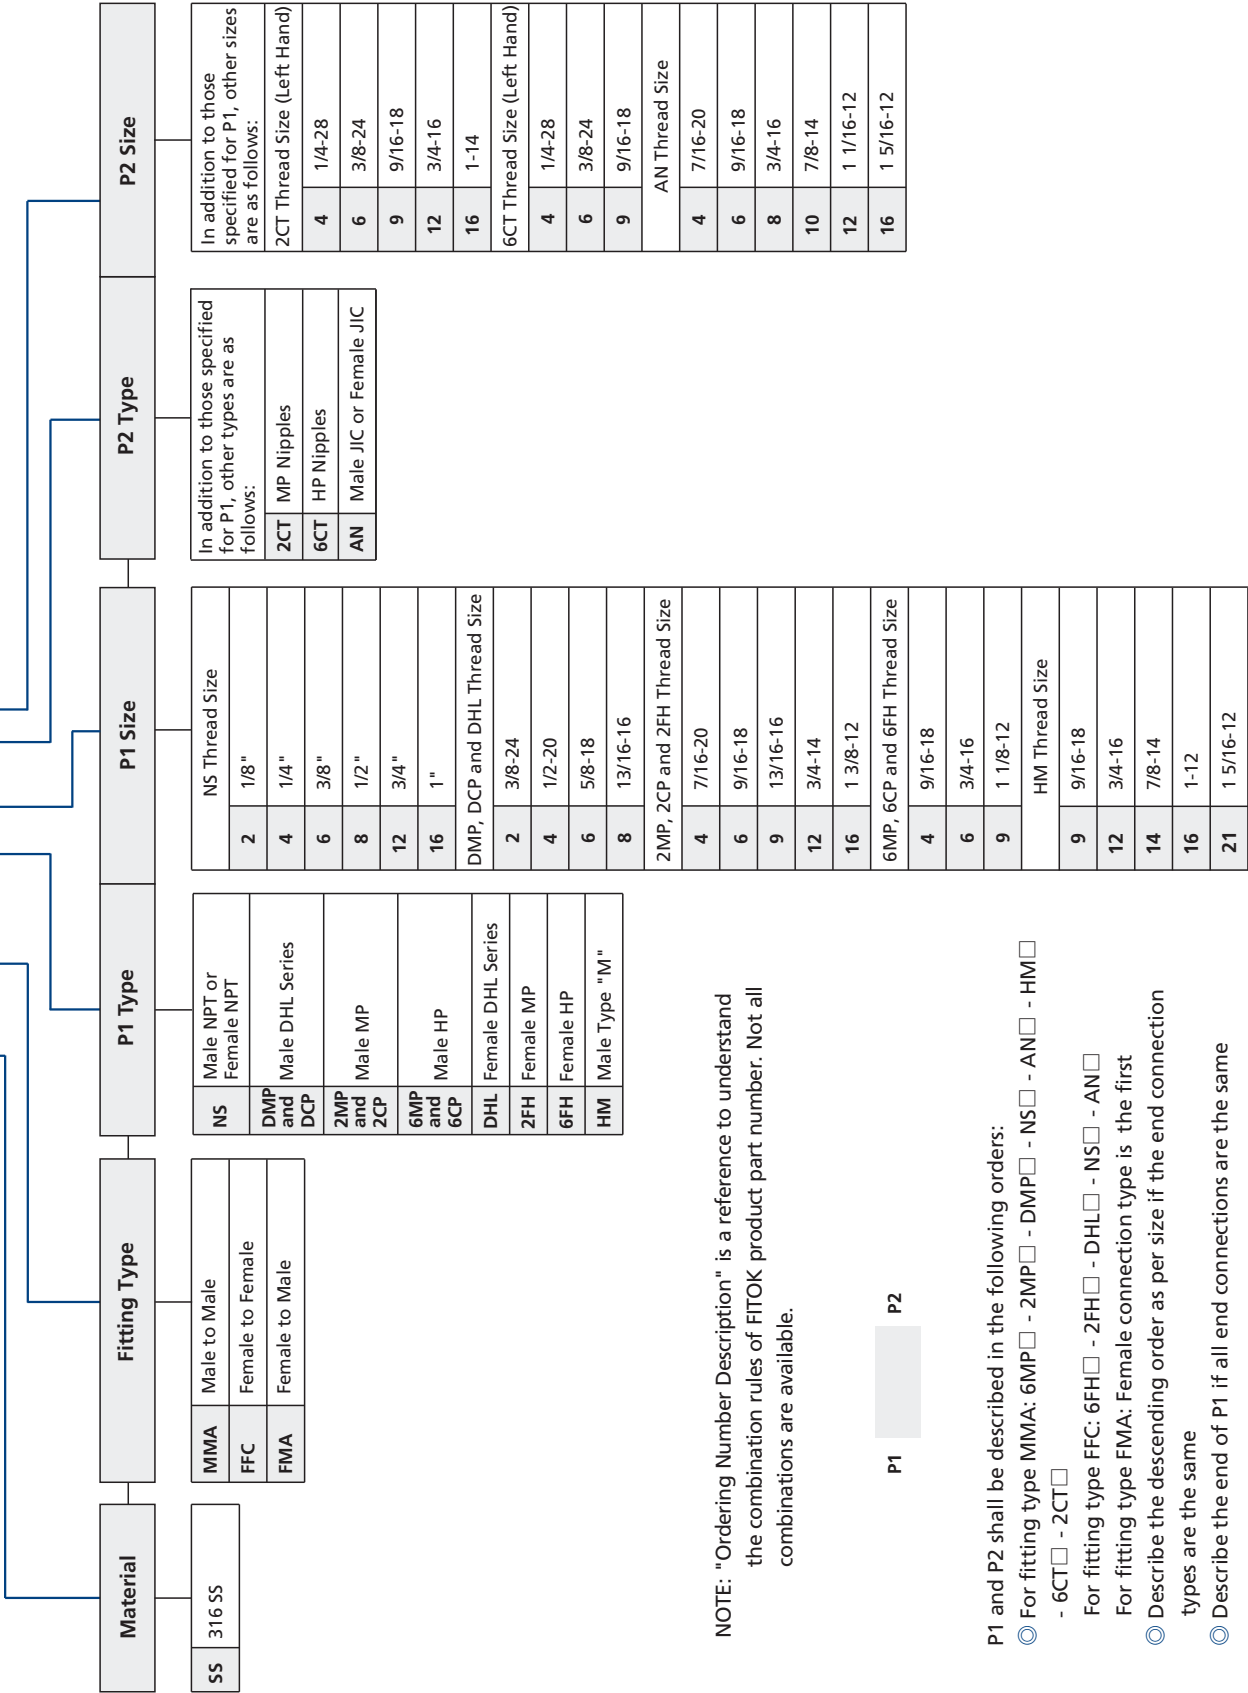 Material
SS 316 SS
Fitting Type
MMA Male to Male
FFC Female to Female
FMA Female to Male
P1 Type
NS Male NPT or
Female NPT
DMP
and
DCP
Male DHL Series
2MP
and
2CP
Male MP
6MP
and
6CP
Male HP
DHL Female DHL Series
2FH Female MP
6FH Female HP
HM Male Type "M"
P1 Size
NS Thread Size
2 1/8"
4 1/4"
6 3/8"
8 1/2"
12 3/4"
16 1"
DMP, DCP and DHL Thread Size
2 3/8-24
4 1/2-20
6 5/8-18
8 13/16-16
2MP, 2CP and 2FH Thread Size
4 7/16-20
6 9/16-18
9 13/16-16
12 3/4-14
16 1 3/8-12
6MP, 6CP and 6FH Thread Size
4 9/16-18
6 3/4-16
9 1 1/8-12
HM Thread Size
9 9/16-18
12 3/4-16
14 7/8-14
16 1-12
21 1 5/16-12
P2 Type
In addition to those specified
for P1, other types are as
follows:
2CT MP Nipples
6CT HP Nipples
AN Male JIC or Female JIC
P2 Size
In addition to those
specified for P1, other sizes
are as follows:
2CT Thread Size (Left Hand)
4 1/4-28
6 3/8-24
9 9/16-18
12 3/4-16
16 1-14
6CT Thread Size (Left Hand)
4 1/4-28
6 3/8-24
9 9/16-18
AN Thread Size
4 7/16-20
6 9/16-18
8 3/4-16
10 7/8-14
12 1 1/16-12
16 1 5/16-12
NOTE: "Ordering Number Description" is a reference to understand
the combination rules of FITOK product part number. Not all
combinations are available.
P1 P2
P1 and P2 shall be described in the following orders:
◎ For fitting type MMA: 6MP□ - 2MP□ - DMP□ - NS□ - AN□ - HM□
- 6CT□ - 2CT□
For fitting type FFC: 6FH□ - 2FH□ - DHL□ - NS□ - AN□
For fitting type FMA: Female connection type is the first
◎ Describe the descending order as per size if the end connection
types are the same
◎ Describe the end of P1 if all end connections are the same